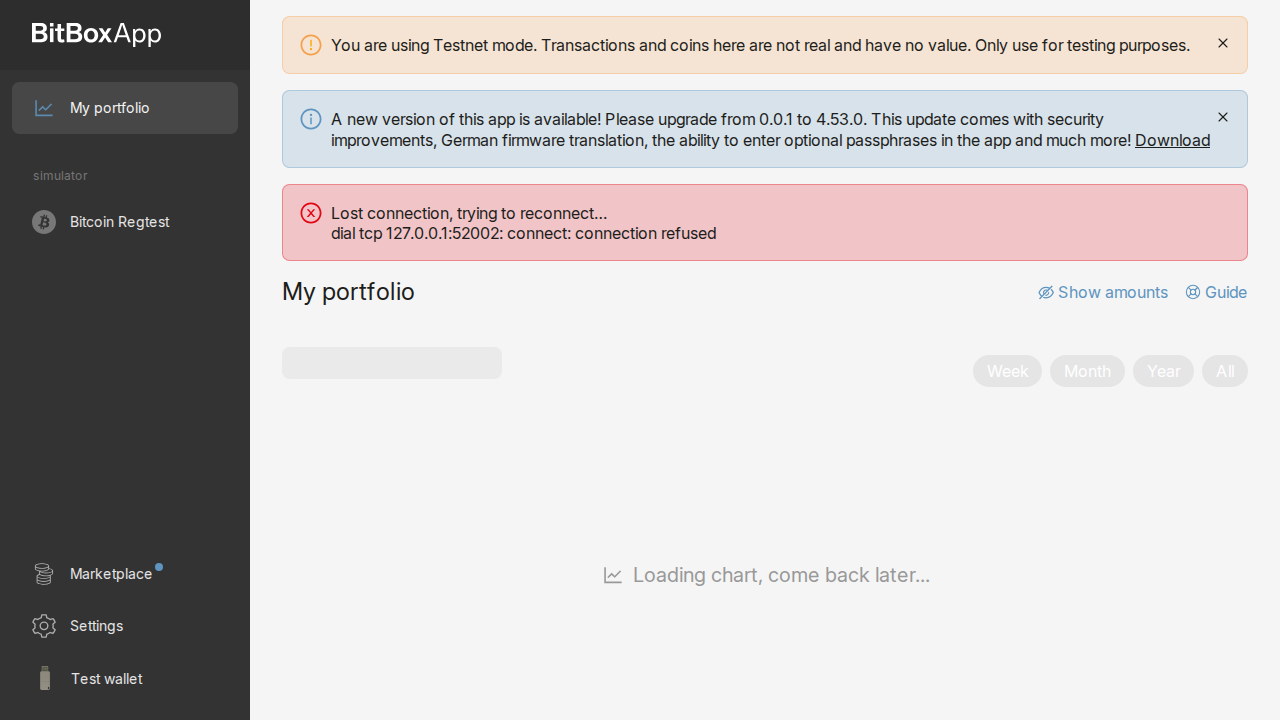 BitBoxApp
My portfolio
simulator
Bitcoin Regtest
Marketplace
Settings
Test wallet
You are using Testnet mode. Transactions and coins here are not real and have no value. Only use for testing purposes.
A new version of this app is available! Please upgrade from 0.0.1 to 4.53.0. This update comes with security
improvements, German firmware translation, the ability to enter optional passphrases in the app and much more! Download
Lost connection, trying to reconnect...
dial tcp 127.0.0.1:52002: connect: connection refused
My portfolio
Show amounts
Guide
Week
Month
Year
All
Loading chart, come back later...